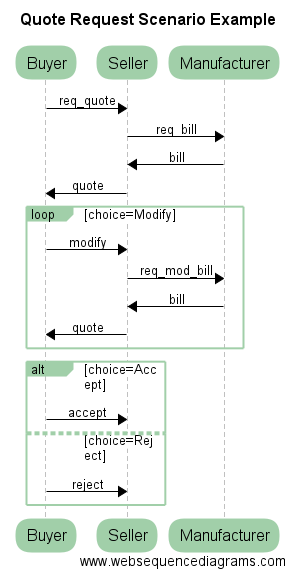 Quote Request Scenario Example
Buyer Seller Manufacturer
req_quote
req_bill
bill
quote
loop [choice=Modify]
modify
req_mod_bill
bill
quote
alt [choice=Acc
ept]
accept
[choice=Rej
ect]
reject
Buyer Seller Manufacturer
www.websequencediagrams.com